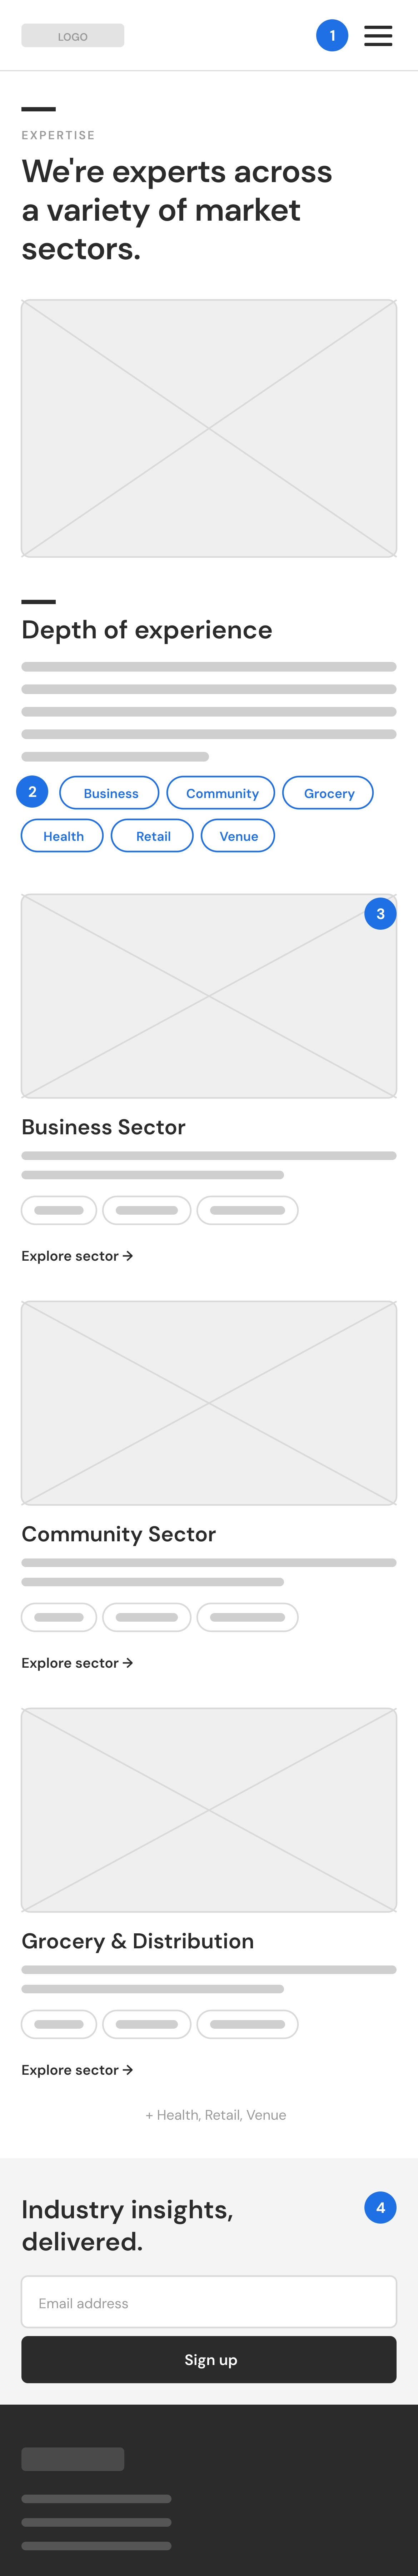 LOGO
1
EXPERTISE
We're experts across
a variety of market
sectors.
Depth of experience
2
Business
Community
Grocery
Health
Retail
Venue
3
Business Sector
Explore sector →
Community Sector
Explore sector →
Grocery & Distribution
Explore sector →
+ Health, Retail, Venue
Industry insights,
delivered.
4
Email address
Sign up